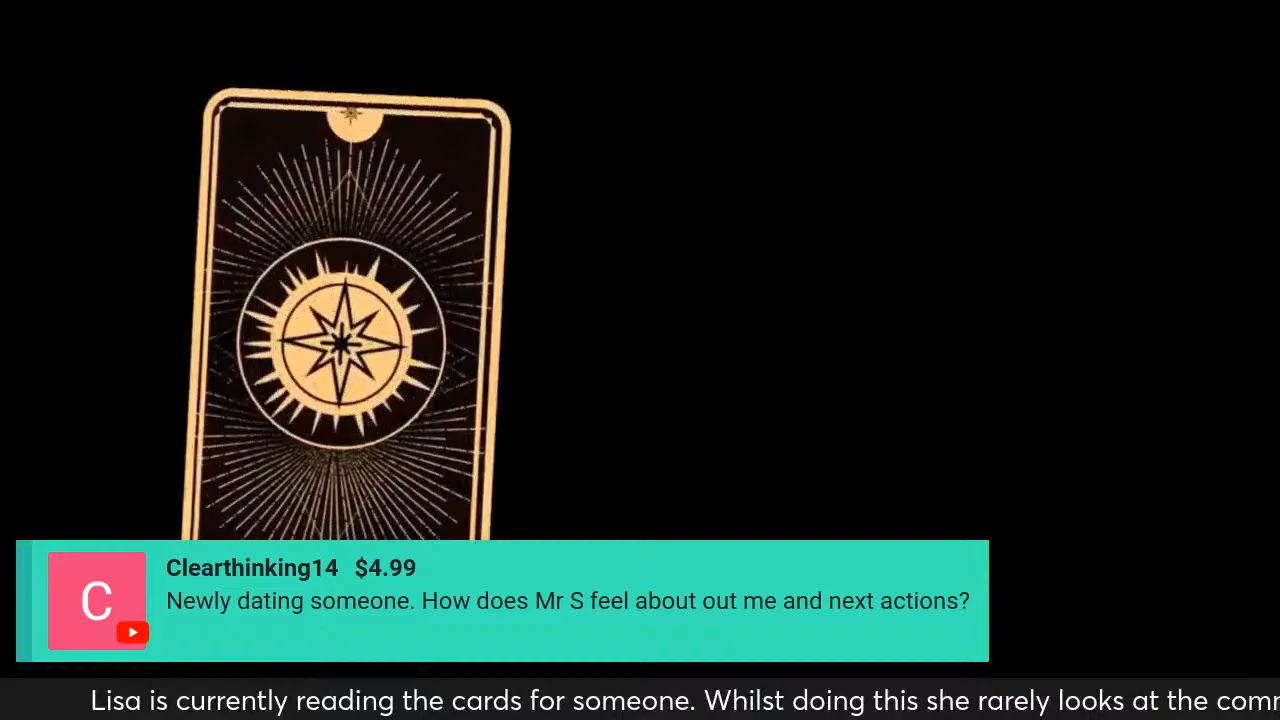 Clearthinking14 $4.99
C
Newly dating someone. How does Mr S feel about out me and next actions?
Lisa is currently reading the cards for someone. Whilst doing this she rarely looks at the